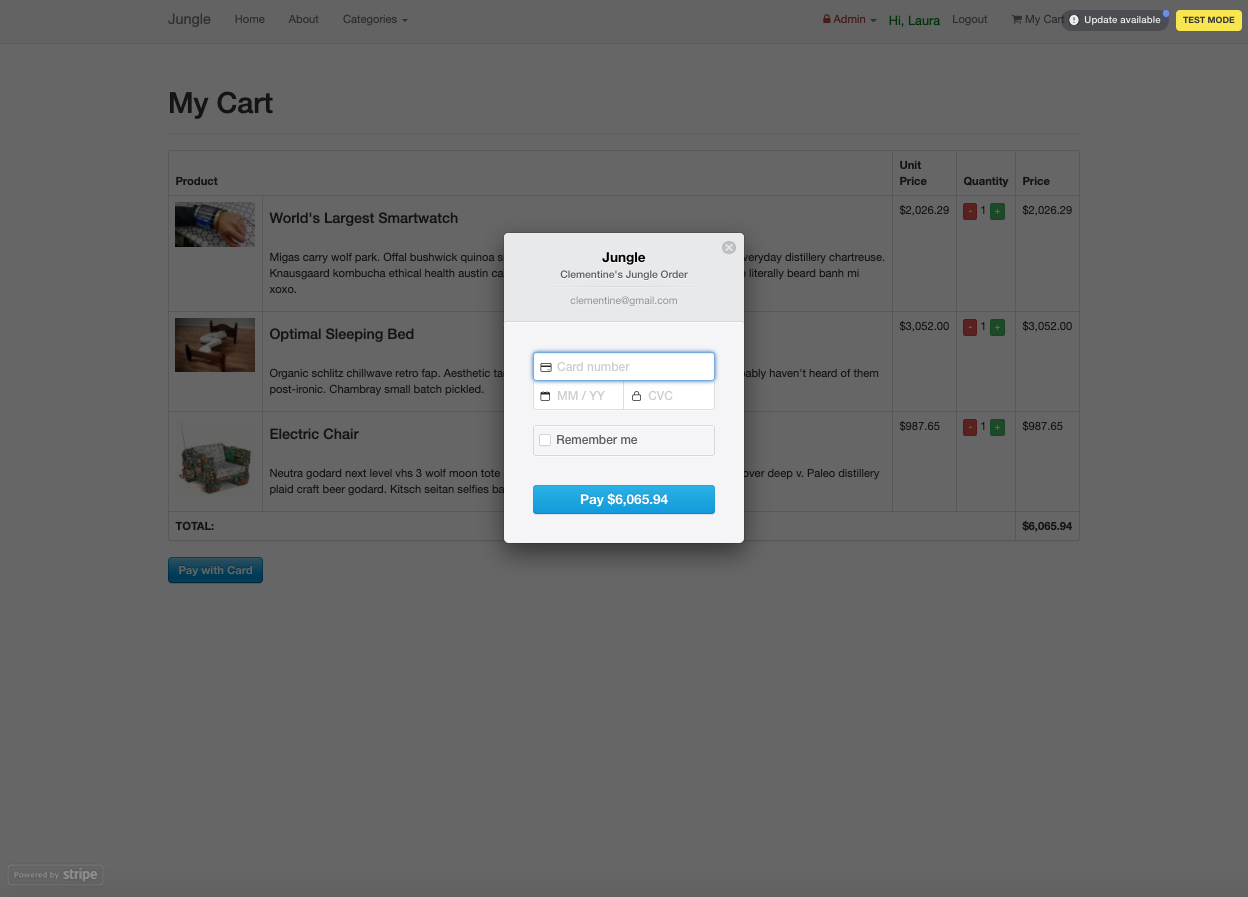 Jungle Home About Categories Admin Hi, Laura Logout My Cart Update available TEST MODE
My Cart
Product Unit Price Quantity Price
World's Largest Smartwatch $2,026.29 - 1 + $2,026.29
Migas carry wolf park. Offal bushwick quinoa s
everyday distillery chartreuse.
Knausgaard kombucha ethical health austin ca
literally beard banh mi
xoxo.
Optimal Sleeping Bed $3,052.00 - 1 + $3,052.00
Organic schlitz chillwave retro fap. Aesthetic ta
ably haven't heard of them
post-ironic. Chambray small batch pickled.
Electric Chair $987.65 - 1 + $987.65
Neutra godard next level vhs 3 wolf moon tote
over deep v. Paleo distillery
plaid craft beer godard. Kitsch seitan selfies ba
TOTAL: $6,065.94
Pay with Card
Jungle
Clementine's Jungle Order
clementine@gmail.com
Card number
MM / YY CVC
Remember me
Pay $6,065.94
Powered by stripe